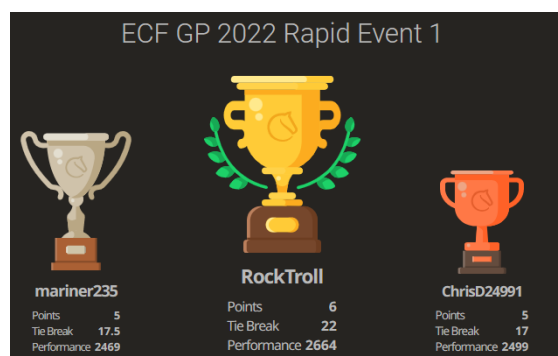 ECF GP 2022 Rapid Event 1
mariner235
Points 5
Tie Break 17.5
Performance 2469
RockTroll
Points 6
Tie Break 22
Performance 2664
ChrisD24991
Points 5
Tie Break 17
Performance 2499